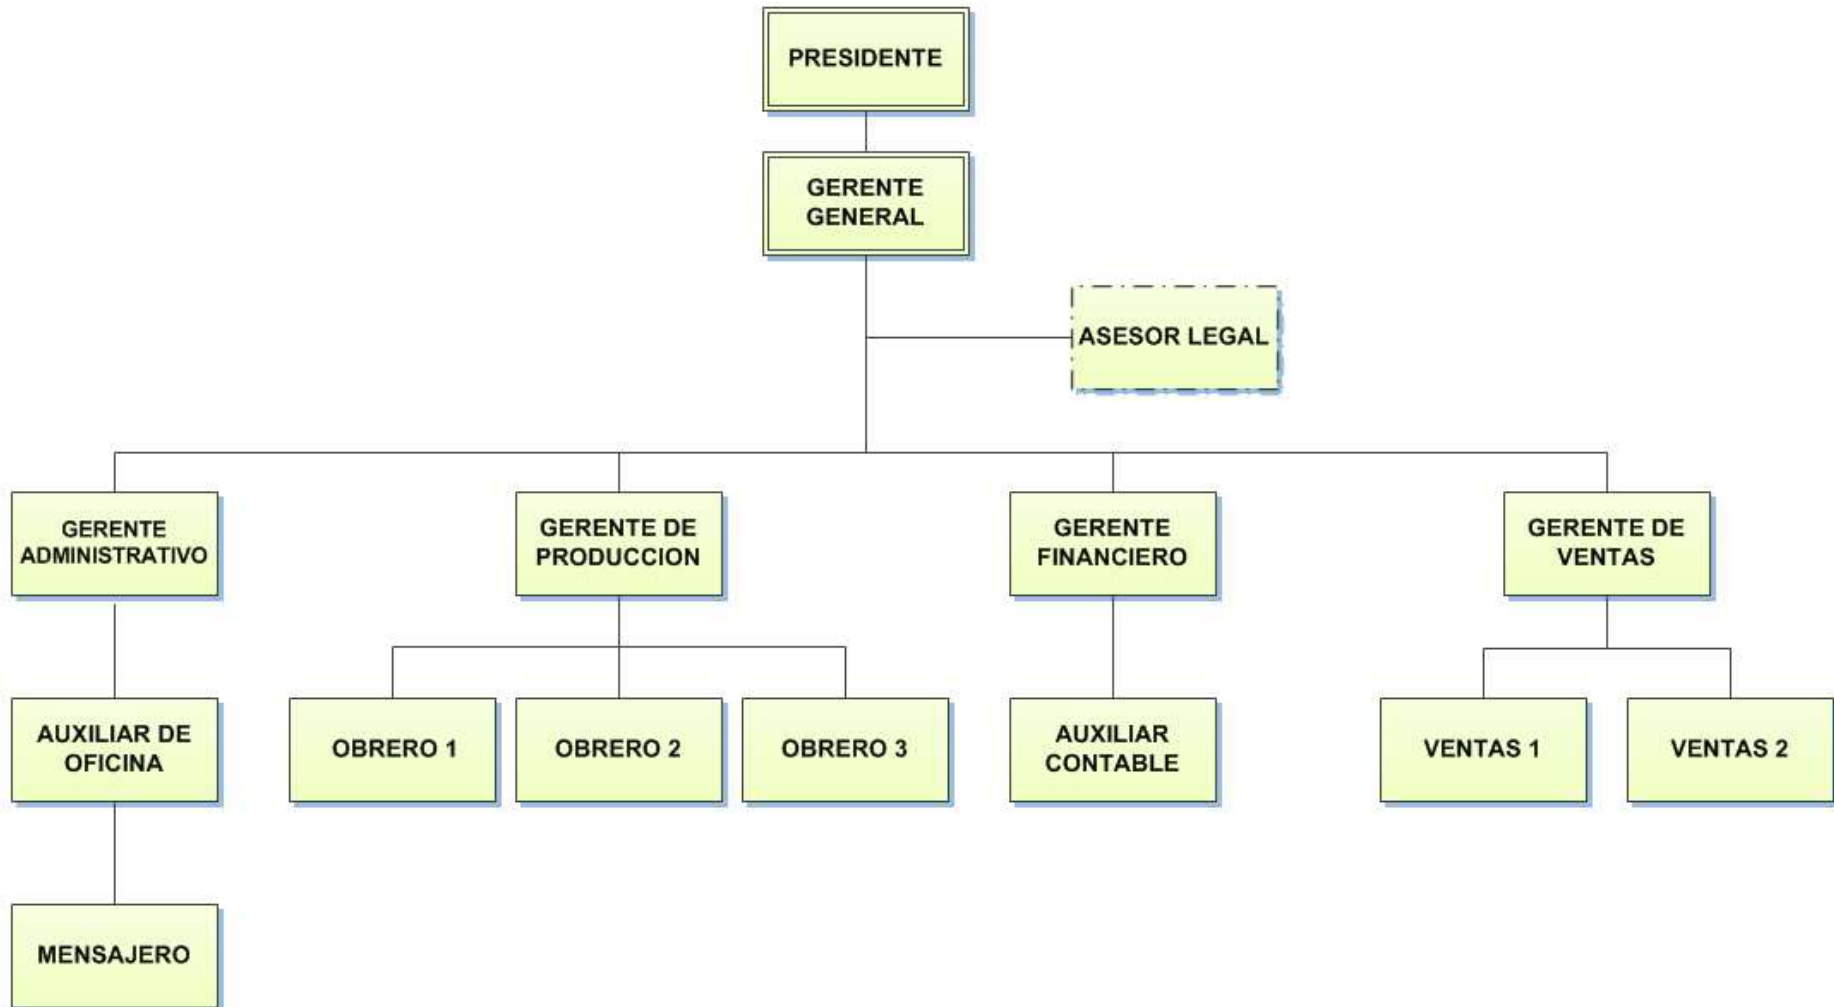 PRESIDENTE
GERENTE
GENERAL
ASESOR LEGAL
GERENTE
ADMINISTRATIVO
GERENTE DE
PRODUCCION
GERENTE
FINANCIERO
GERENTE DE
VENTAS
AUXILIAR DE
OFICINA
OBRERO 1
OBRERO 2
OBRERO 3
AUXILIAR
CONTABLE
VENTAS 1
VENTAS 2
MENSAJERO